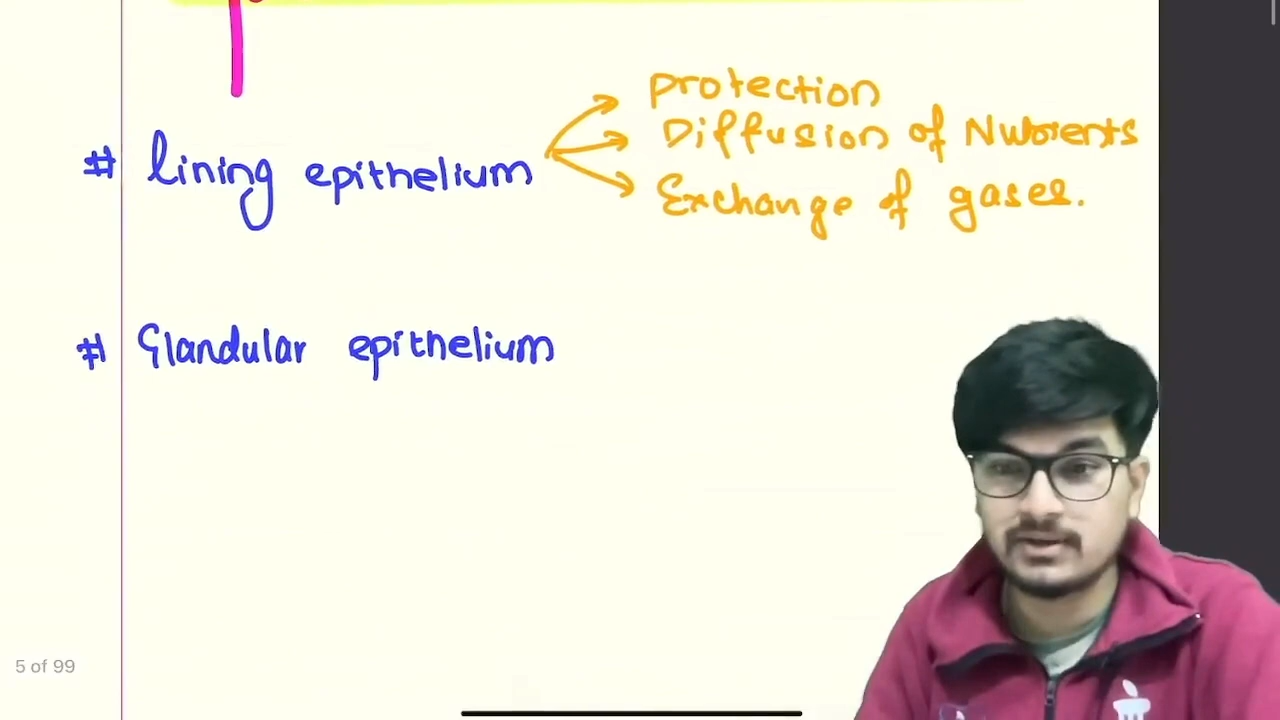 protection
# lining epithelium
Diffusion of Nutrients
Exchange of gases.
# Glandular epithelium
5 of 99